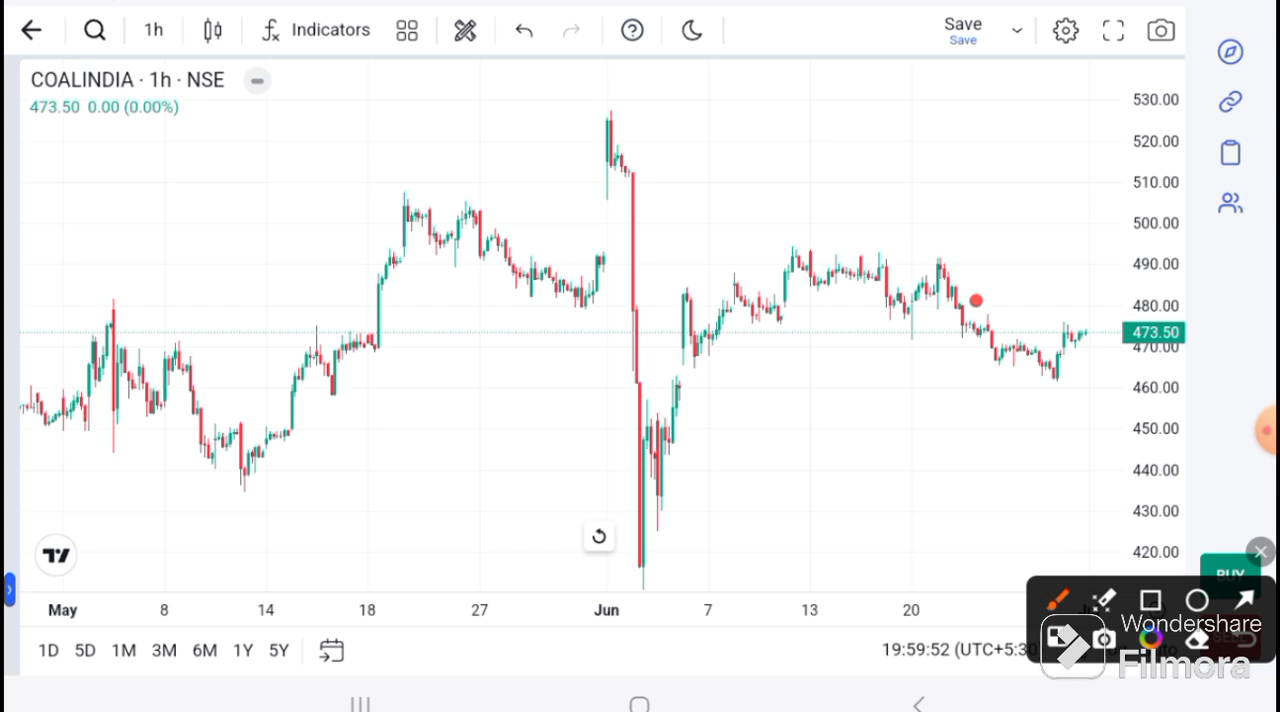 1h
Indicators
Save
Save
COALINDIA · 1h · NSE
473.50 0.00 (0.00%)
530.00
520.00
510.00
500.00
490.00
480.00
473.50
470.00
460.00
450.00
440.00
430.00
420.00
BUY
May 8 14 18 27 Jun 7 13 20
1D 5D 1M 3M 6M 1Y 5Y
19:59:52 (UTC+5:30
Wondershare
Filmora